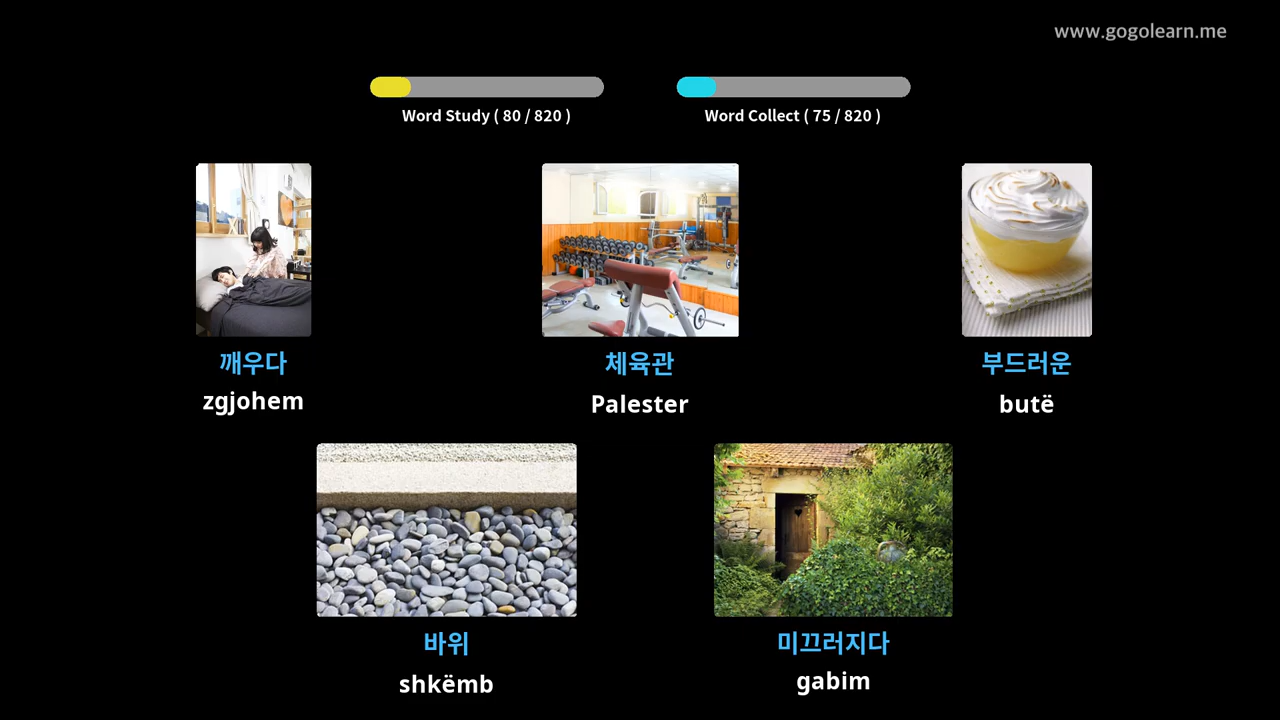 www.gogolearn.me
Word Study ( 80 / 820 )
Word Collect ( 75 / 820 )
깨우다
zgjohem
체육관
Palester
부드러운
butë
바위
shkëmb
미끄러지다
gabim